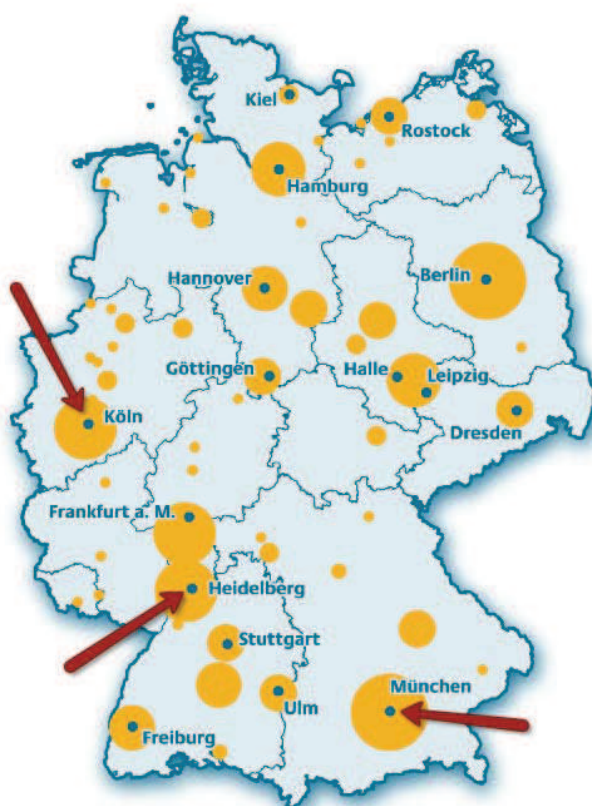 Kiel
Rostock
Hamburg
Hannover
Berlin
Göttingen
Halle
Leipzig
Köln
Dresden
Frankfurt a. M.
Heidelberg
Stuttgart
München
Ulm
Freiburg